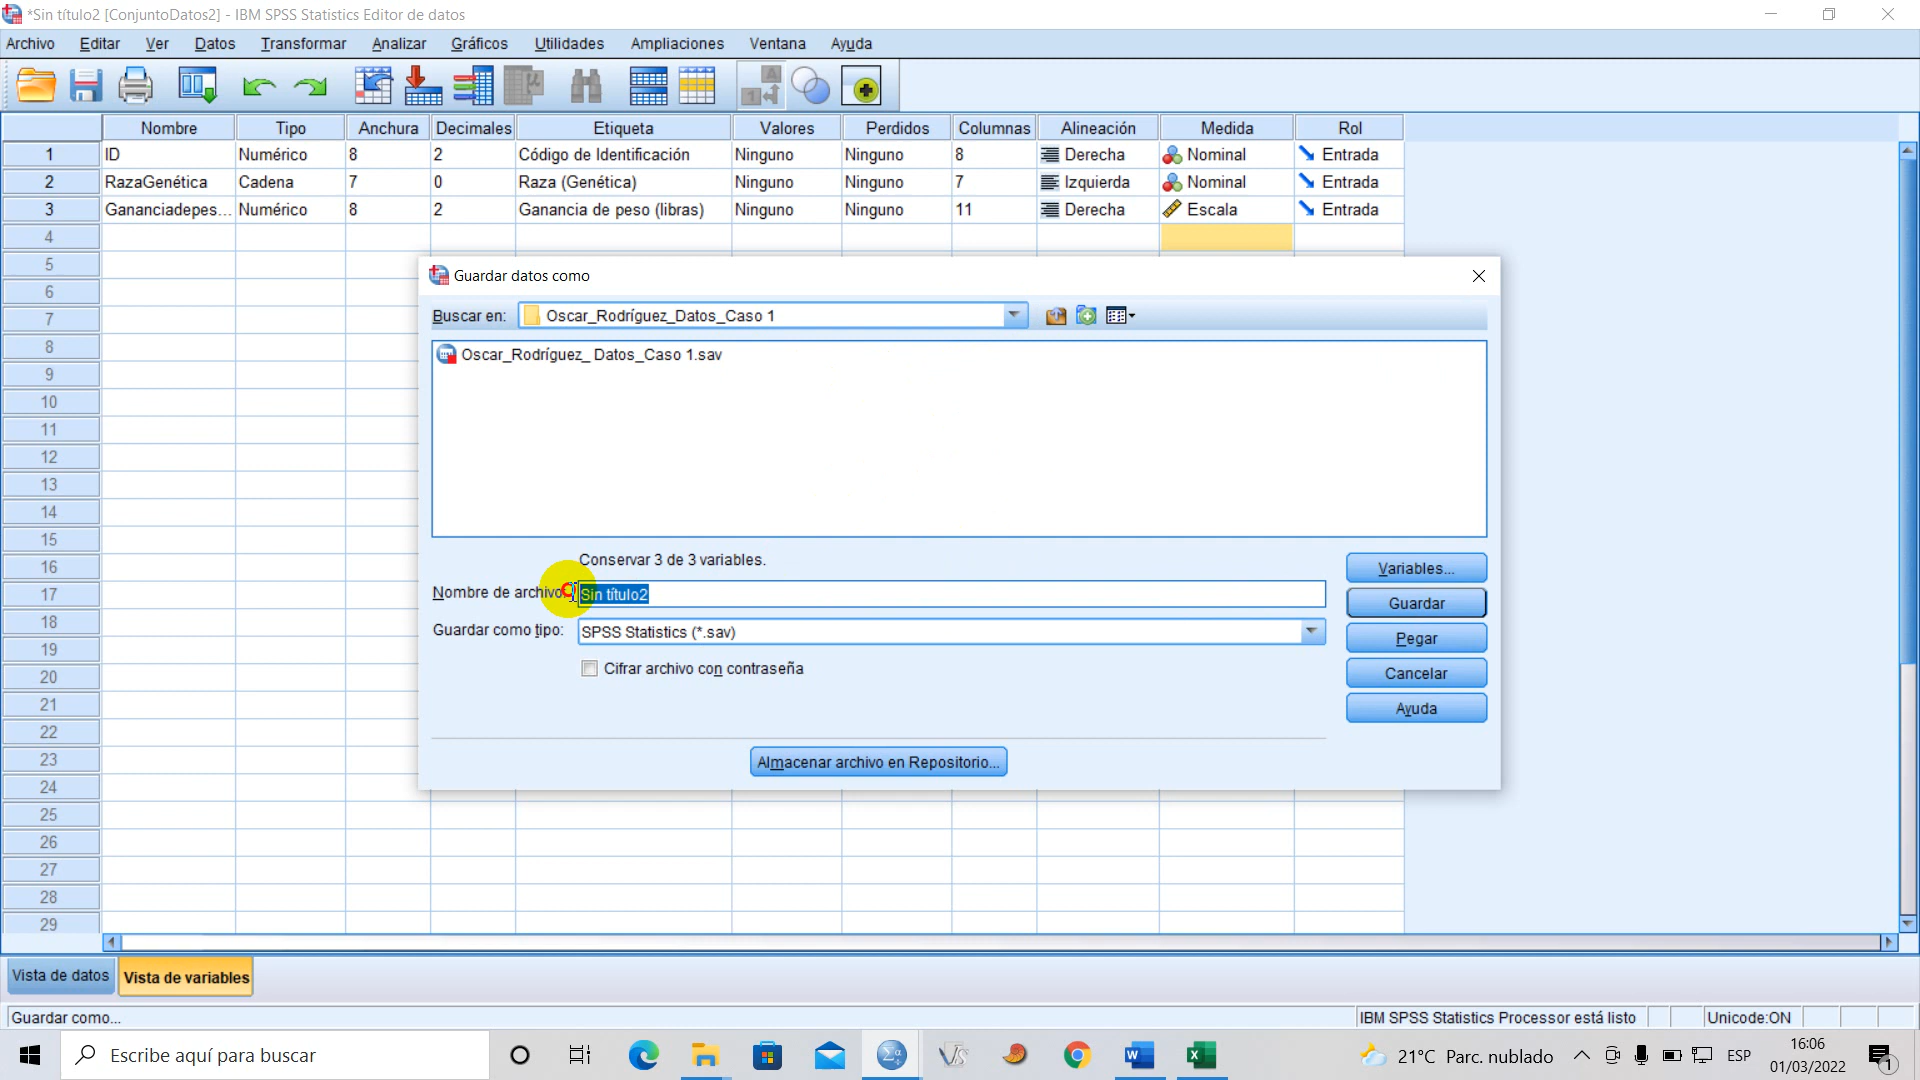 *Sin título2 [ConjuntoDatos2] - IBM SPSS Statistics Editor de datos
Archivo Editar Ver Datos Transformar Analizar Gráficos Utilidades Ampliaciones Ventana Ayuda
Nombre Tipo Anchura Decimales Etiqueta Valores Perdidos Columnas Alineación Medida Rol
1 ID Numérico 8 2 Código de Identificación Ninguno Ninguno 8 Derecha Nominal Entrada
2 RazaGenética Cadena 7 0 Raza (Genética) Ninguno Ninguno 7 Izquierda Nominal Entrada
3 Gananciadepes... Numérico 8 2 Ganancia de peso (libras) Ninguno Ninguno 11 Derecha Escala Entrada
4
5
6
7
8
9
10
11
12
13
14
15
16
17
18
19
20
21
22
23
24
25
26
27
28
29
Guardar datos como
Buscar en: Oscar_Rodríguez_Datos_Caso 1
Oscar_Rodríguez_ Datos_Caso 1.sav
Conservar 3 de 3 variables.
Nombre de archivo: Sin título2
Guardar como tipo: SPSS Statistics (*.sav)
Cifrar archivo con contraseña
Variables...
Guardar
Pegar
Cancelar
Ayuda
Almacenar archivo en Repositorio...
Vista de datos Vista de variables
Guardar como... IBM SPSS Statistics Processor está listo Unicode:ON
Escribe aquí para buscar 21°C Parc. nublado ESP 16:06
01/03/2022 1